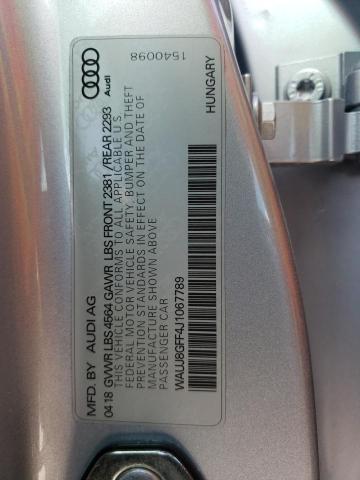 MFD. BY AUDI AG
Audi
0418 GVWR LBS 4564 GAWR LBS FRONT 2381 /REAR 2293
THIS VEHICLE CONFORMS TO ALL APPLICABLE U.S.
FEDERAL MOTOR VEHICLE SAFETY, BUMPER AND THEFT
PREVENTION STANDARDS IN EFFECT ON THE DATE OF
MANUFACTURE SHOWN ABOVE
PASSENGER CAR
WAUJ8GFF4J1067789
HUNGARY
1540098